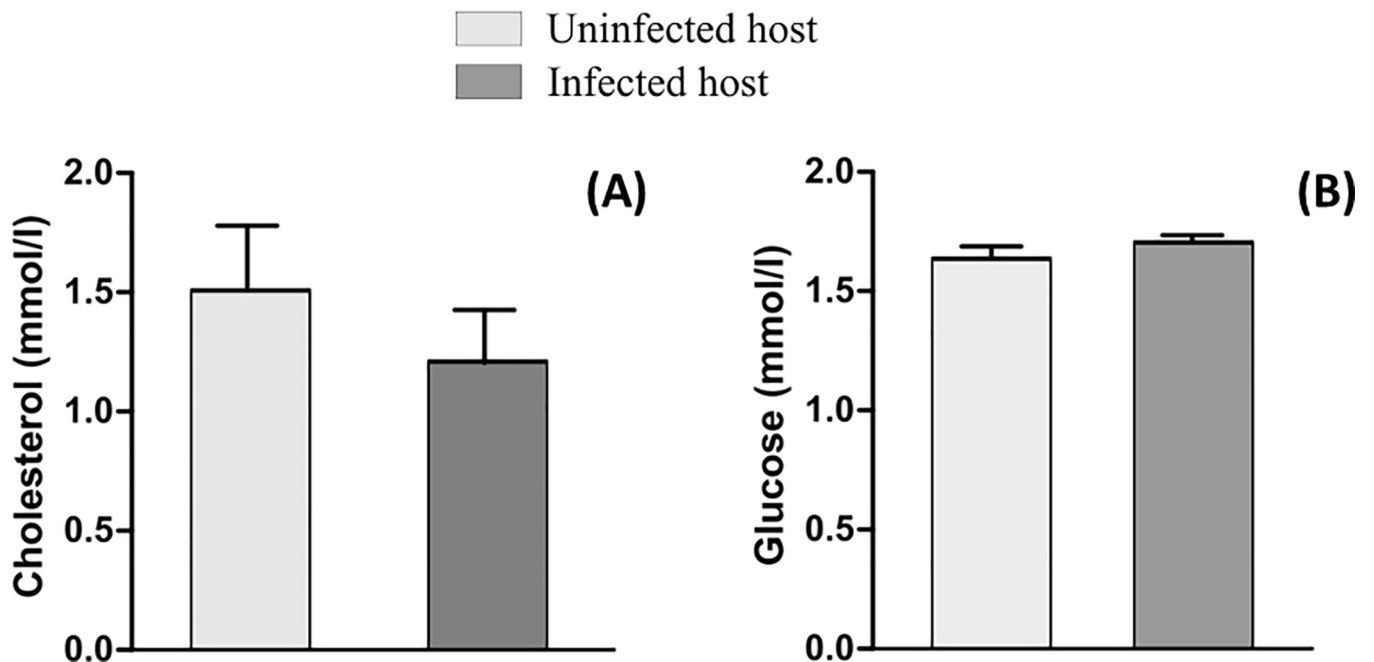 Uninfected host
Infected host
(A)
Cholesterol (mmol/l)
2.0
1.5
1.0
0.5
0.0
(B)
Glucose (mmol/l)
2.0
1.5
1.0
0.5
0.0